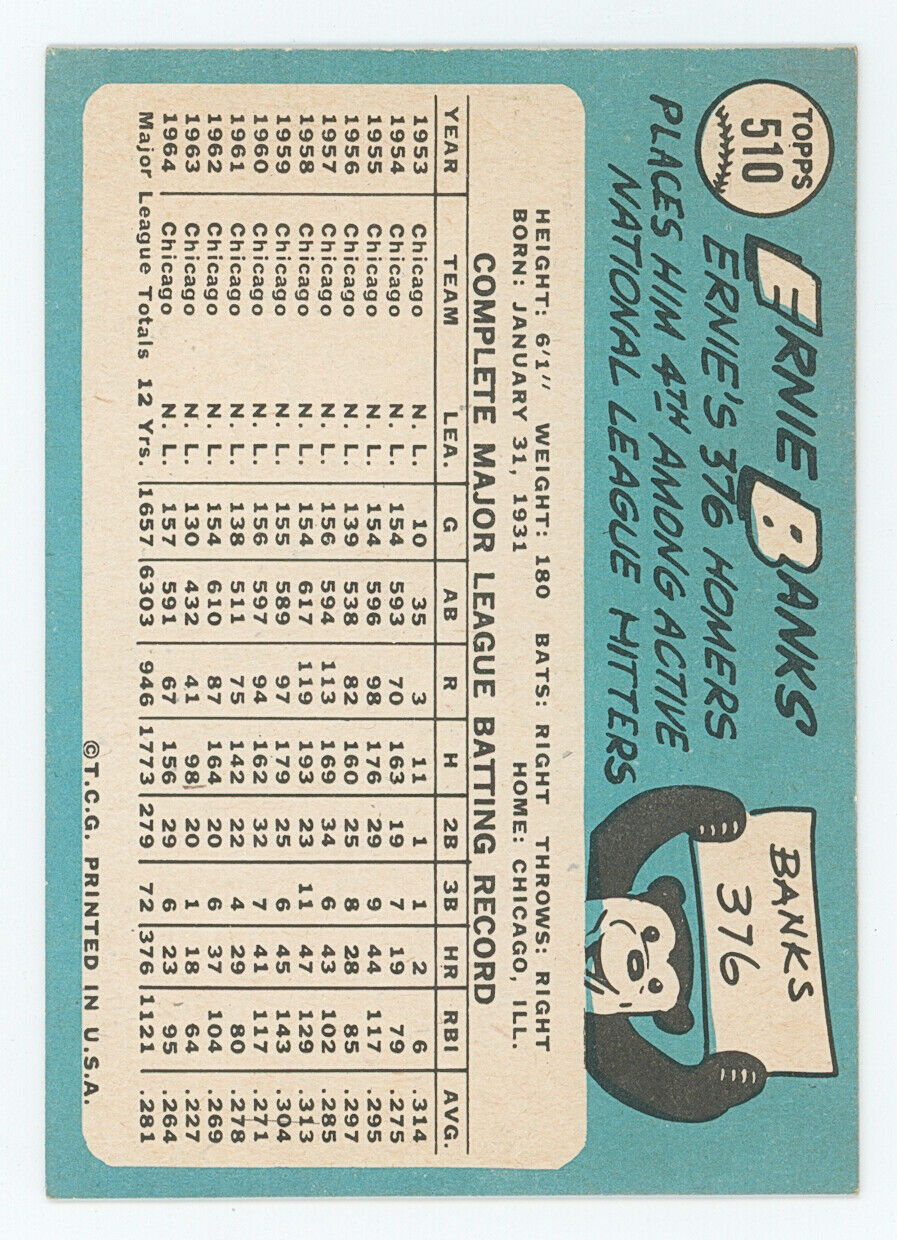 TOPPS
510
ERNIE BANKS
ERNIE'S 376 HOMERS
PLACES HIM 4TH AMONG ACTIVE
NATIONAL LEAGUE HITTERS
BANKS
376
HEIGHT: 6'1" WEIGHT: 180 BATS: RIGHT THROWS: RIGHT
BORN: JANUARY 31, 1931 HOME: CHICAGO, ILL.
COMPLETE MAJOR LEAGUE BATTING RECORD
YEAR TEAM LEA. G AB R H 2B 3B HR RBI AVG.
1953 Chicago N. L. 10 35 3 11 1 1 2 6 .314
1954 Chicago N. L. 154 593 70 163 19 7 19 79 .275
1955 Chicago N. L. 154 596 98 176 29 9 44 117 .295
1956 Chicago N. L. 139 538 82 160 25 8 28 85 .297
1957 Chicago N. L. 156 594 113 169 34 6 43 102 .285
1958 Chicago N. L. 154 617 119 193 23 11 47 129 .313
1959 Chicago N. L. 155 589 97 179 25 6 45 143 .304
1960 Chicago N. L. 156 597 94 162 32 7 41 117 .271
1961 Chicago N. L. 138 511 75 142 22 4 29 80 .278
1962 Chicago N. L. 154 610 87 164 20 6 37 104 .269
1963 Chicago N. L. 130 432 41 98 20 1 18 64 .227
1964 Chicago N. L. 157 591 67 156 29 6 23 95 .264
Major League Totals 12 Yrs. 1657 6303 946 1773 279 72 376 1121 .281
©T.C.G. PRINTED IN U.S.A.